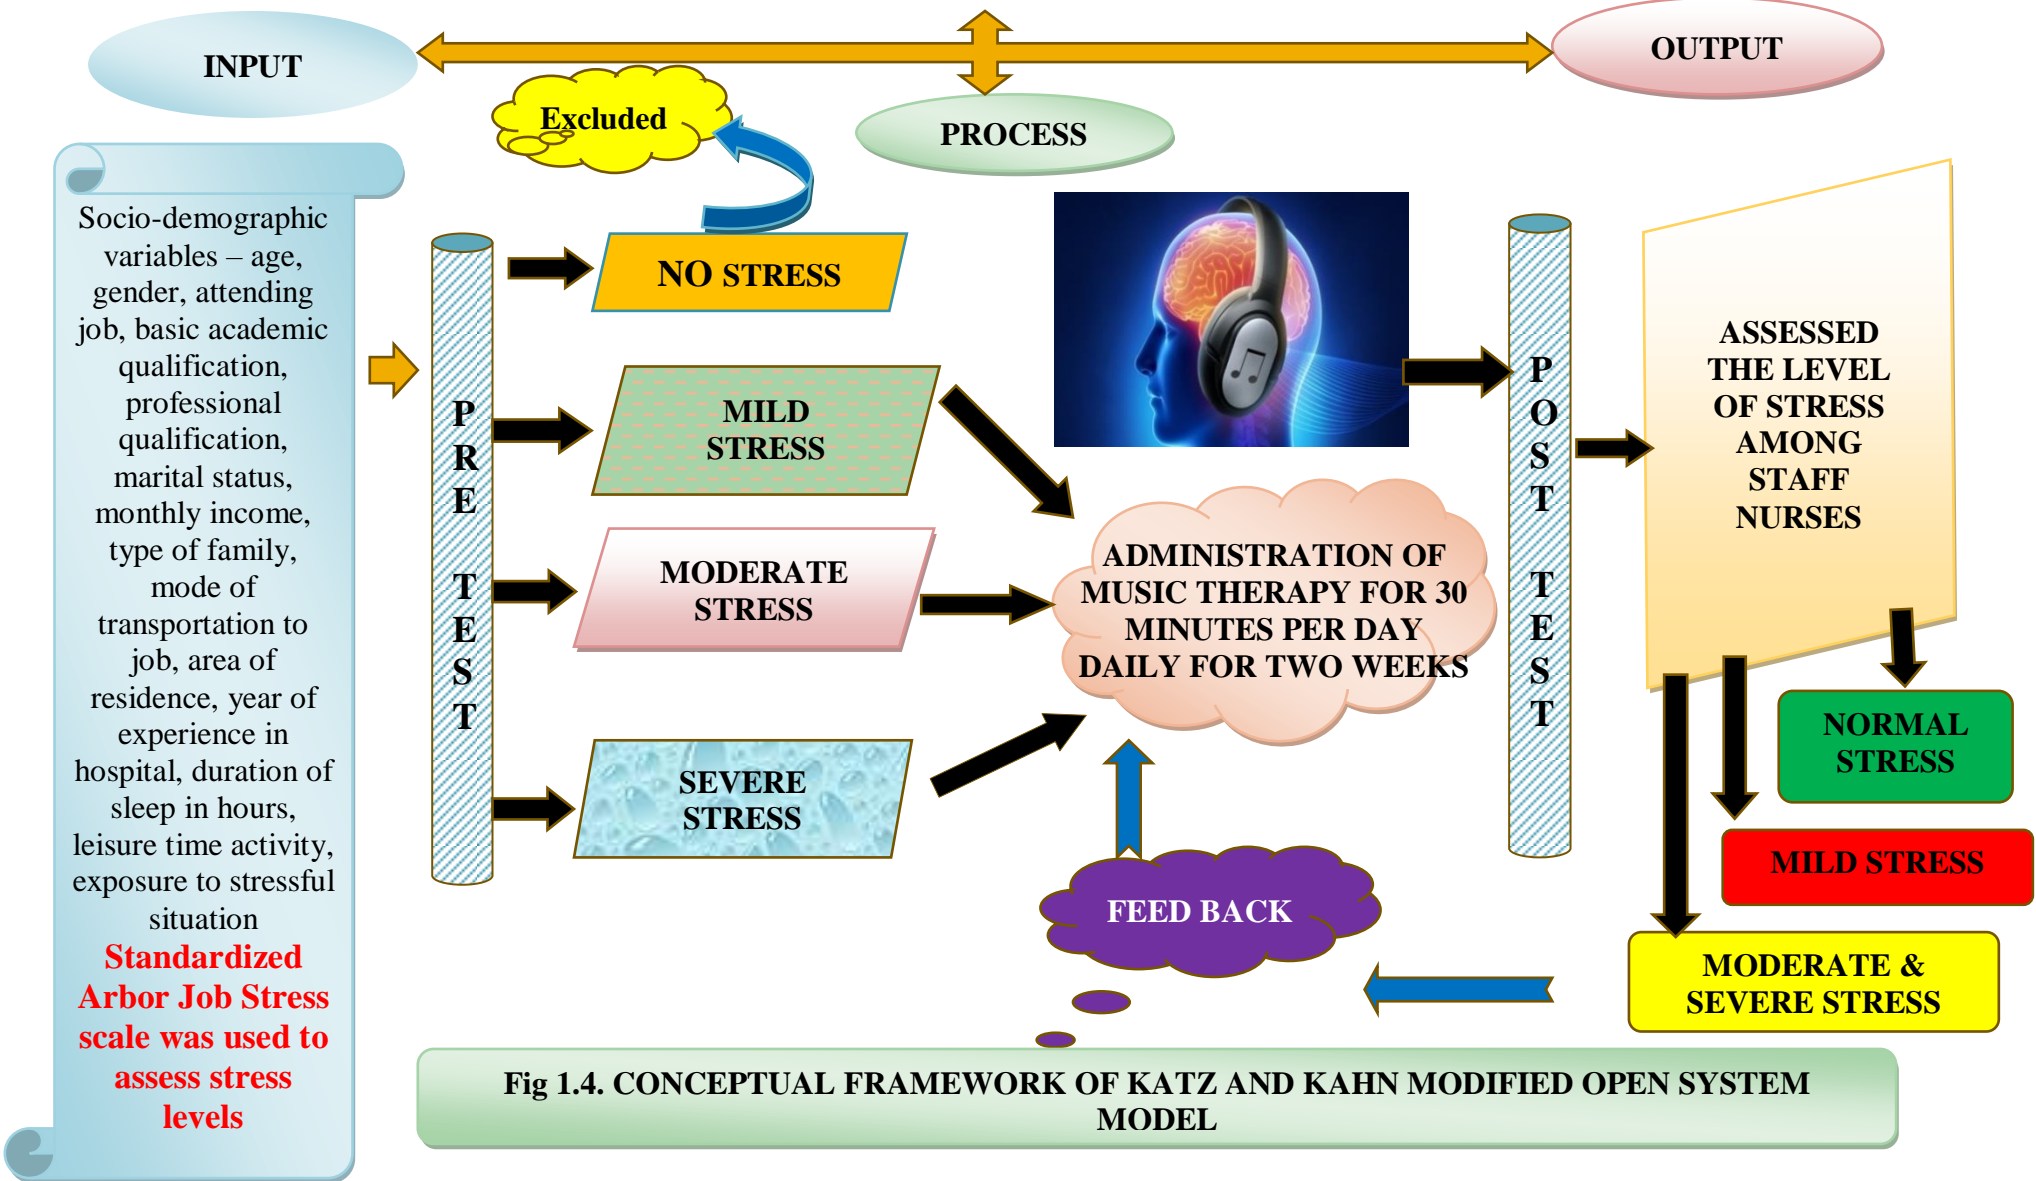 INPUT
OUTPUT
Excluded
PROCESS
Socio-demographic
variables – age,
gender, attending
job, basic academic
qualification,
professional
qualification,
marital status,
monthly income,
type of family,
mode of
transportation to
job, area of
residence, year of
experience in
hospital, duration of
sleep in hours,
leisure time activity,
exposure to stressful
situation
Standardized
Arbor Job Stress
scale was used to
assess stress
levels
P
R
E
T
E
S
T
NO STRESS
MILD
STRESS
MODERATE
STRESS
SEVERE
STRESS
ADMINISTRATION OF
MUSIC THERAPY FOR 30
MINUTES PER DAY
DAILY FOR TWO WEEKS
FEED BACK
P
O
S
T
T
E
S
T
ASSESSED
THE LEVEL
OF STRESS
AMONG
STAFF
NURSES
NORMAL
STRESS
MILD STRESS
MODERATE &
SEVERE STRESS
Fig 1.4. CONCEPTUAL FRAMEWORK OF KATZ AND KAHN MODIFIED OPEN SYSTEM
MODEL